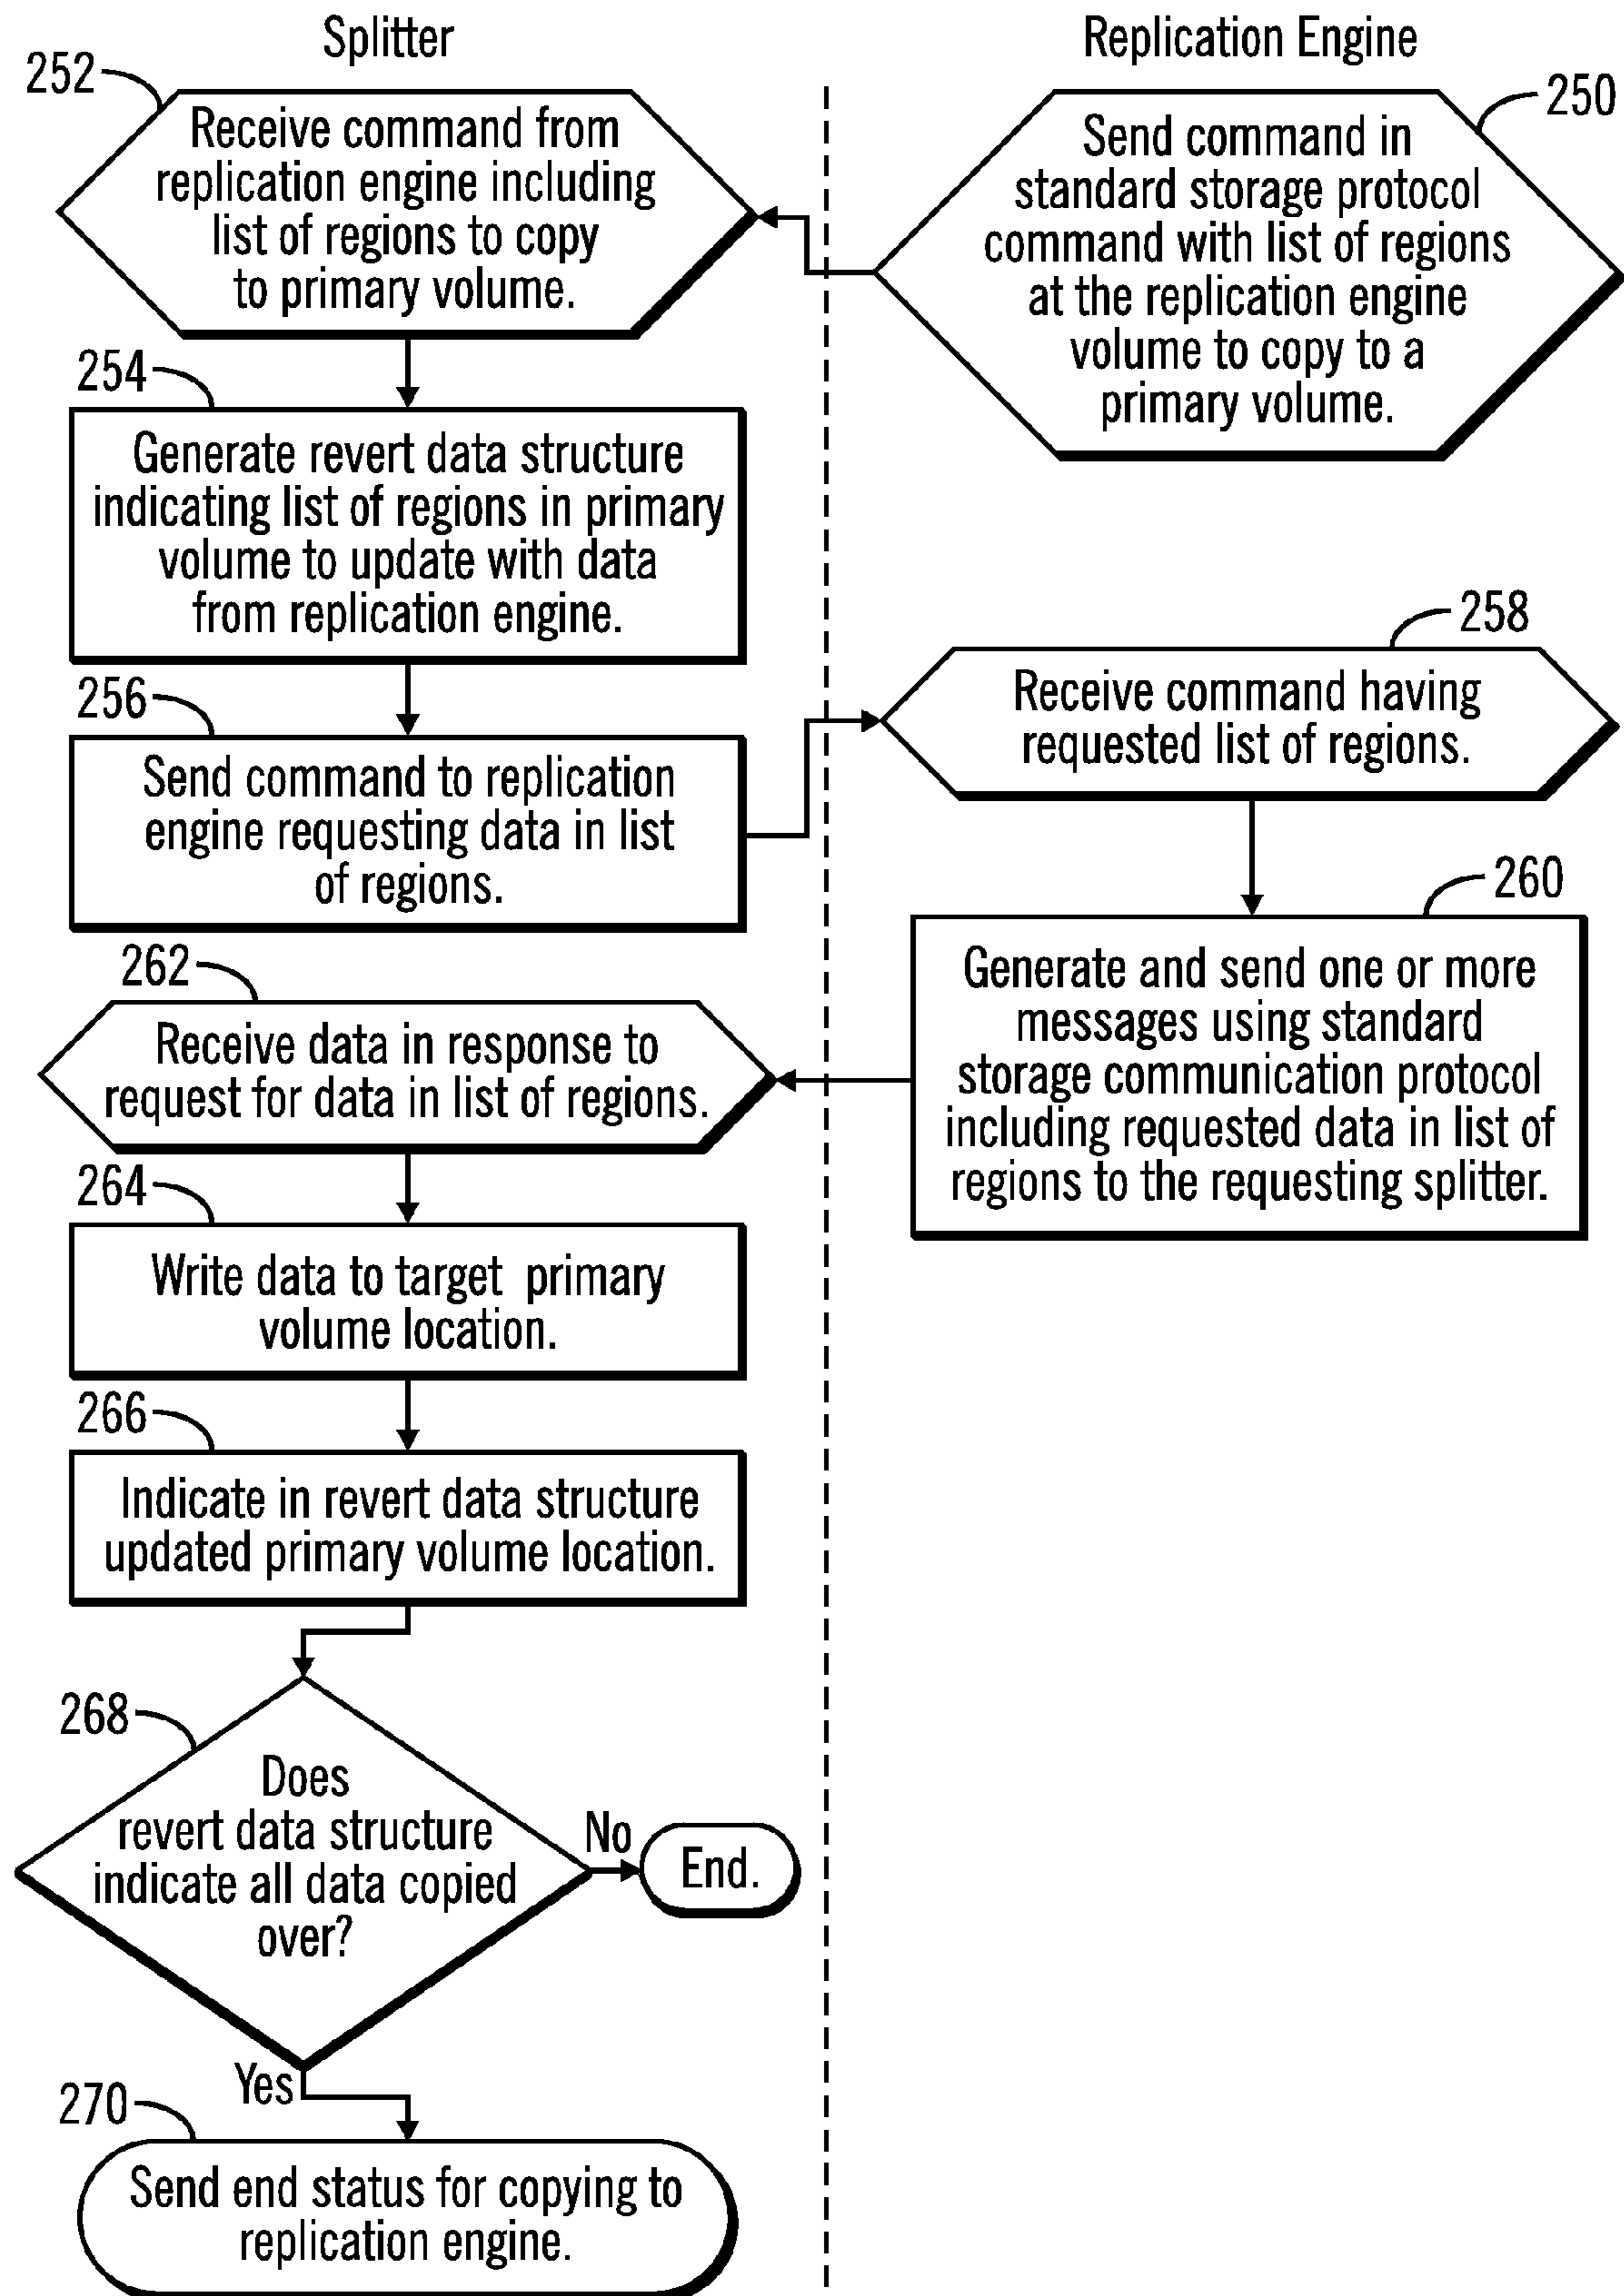 Splitter
Replication Engine
252
Receive command from
replication engine including
list of regions to copy
to primary volume.
250
Send command in
standard storage protocol
command with list of regions
at the replication engine
volume to copy to a
primary volume.
254
Generate revert data structure
indicating list of regions in primary
volume to update with data
from replication engine.
256
Send command to replication
engine requesting data in list
of regions.
258
Receive command having
requested list of regions.
260
Generate and send one or more
messages using standard
storage communication protocol
including requested data in list of
regions to the requesting splitter.
262
Receive data in response to
request for data in list of regions.
264
Write data to target primary
volume location.
266
Indicate in revert data structure
updated primary volume location.
268
Does
revert data structure
indicate all data copied
over?
No
End.
Yes
270
Send end status for copying to
replication engine.